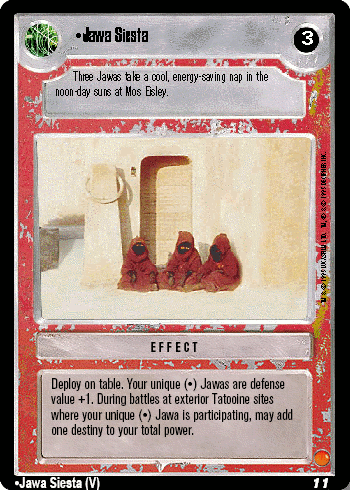 •Jawa Siesta
3
Three Jawas take a cool, energy-saving nap in the
noon-day suns at Mos Eisley.
EFFECT
Deploy on table. Your unique (•) Jawas are defense
value +1. During battles at exterior Tatooine sites
where your unique (•) Jawa is participating, may add
one destiny to your total power.
•Jawa Siesta (V)
11